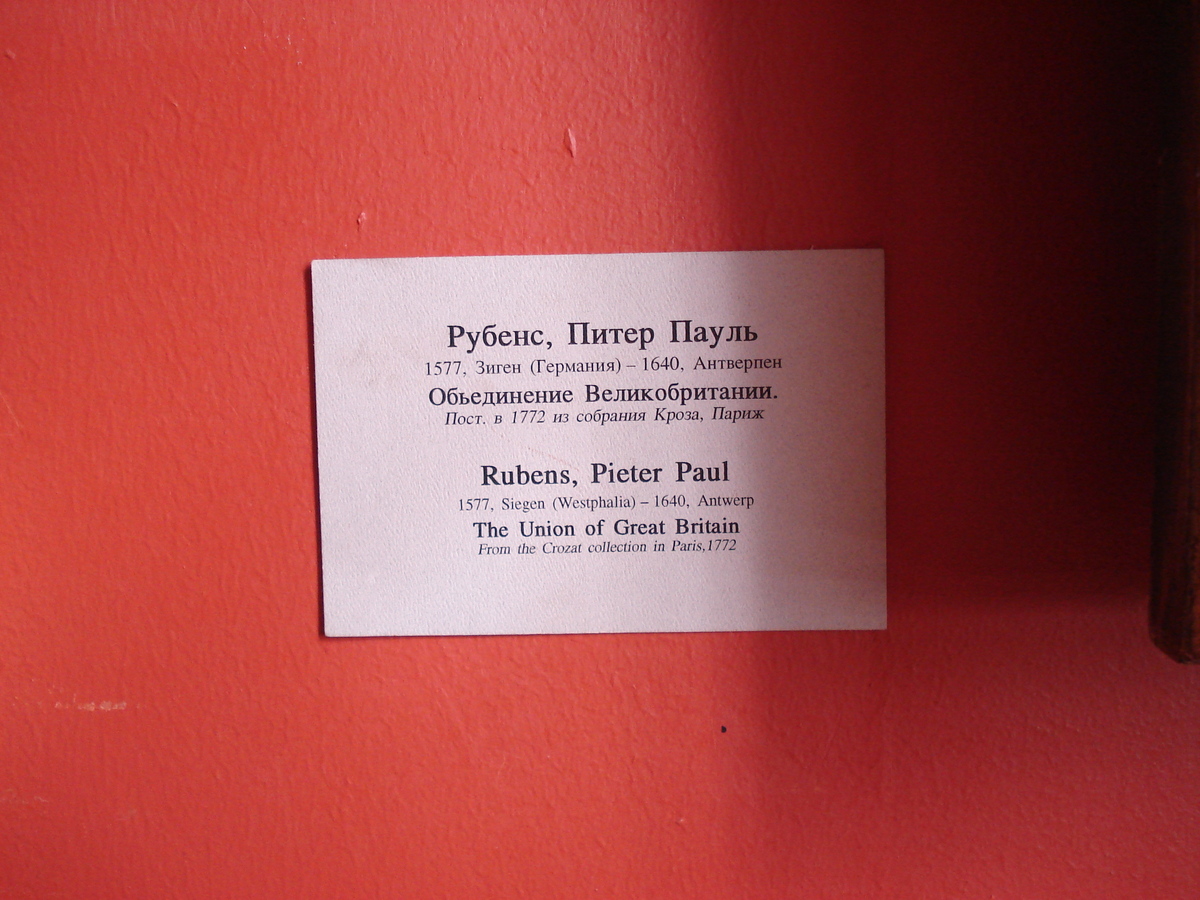 Рубенс, Питер Пауль
1577, Зиген (Германия) – 1640, Антверпен
Обьединение Великобритании.
Пост. в 1772 из собрания Кроза, Париж
Rubens, Pieter Paul
1577, Siegen (Westphalia) – 1640, Antwerp
The Union of Great Britain
From the Crozat collection in Paris,1772